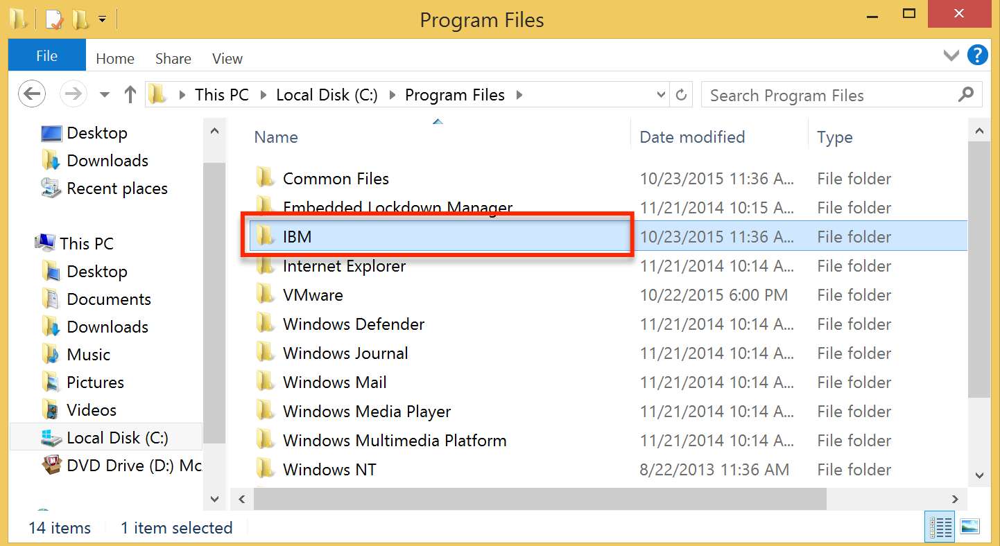 Program Files
File Home Share View
?
This PC Local Disk (C:) Program Files
Search Program Files
Desktop
Downloads
Recent places
This PC
Desktop
Documents
Downloads
Music
Pictures
Videos
Local Disk (C:)
DVD Drive (D:) Mc
Name Date modified Type
Common Files 10/23/2015 11:36 A... File folder
Embedded Lockdown Manager 11/21/2014 10:15 A... File folder
IBM 10/23/2015 11:36 A... File folder
Internet Explorer 11/21/2014 10:14 A... File folder
VMware 10/22/2015 6:00 PM File folder
Windows Defender 11/21/2014 10:14 A... File folder
Windows Journal 11/21/2014 10:14 A... File folder
Windows Mail 11/21/2014 10:14 A... File folder
Windows Media Player 11/21/2014 10:14 A... File folder
Windows Multimedia Platform 11/21/2014 10:14 A... File folder
Windows NT 8/22/2013 11:36 AM File folder
14 items 1 item selected